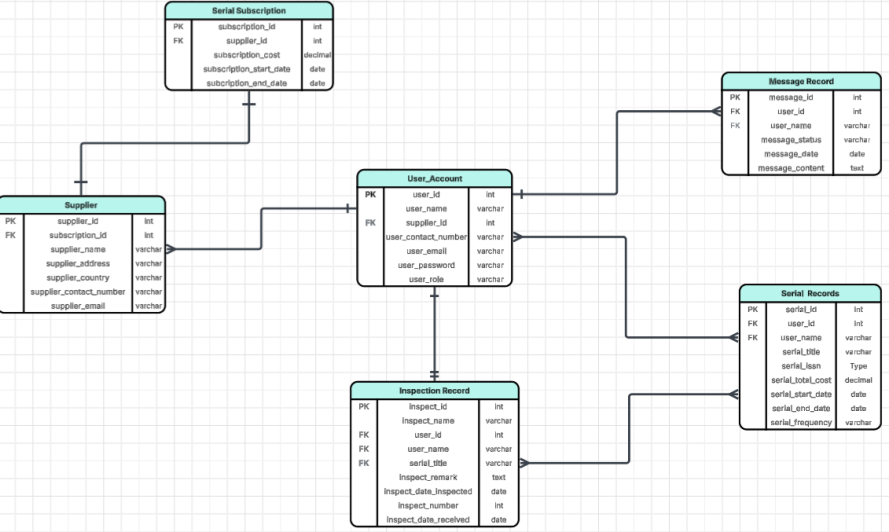 Serial Subscription
PK subscription_id int
FK supplier_id int
subscription_cost decimal
subscription_start_date date
subcription_end_date date
Message Record
PK message_id int
FK user_id int
FK user_name varchar
message_status varchar
message_date date
message_content text
User_Account
PK user_id int
user_name varchar
FK supplier_id int
user_contact_number varchar
user_email varchar
user_password varchar
user_role varchar
Supplier
PK supplier_id int
FK subscription_id int
supplier_name varchar
supplier_address varchar
supplier_country varchar
supplier_contact_number varchar
supplier_email varchar
Serial Records
PK serial_id int
FK user_id int
FK user_name varchar
serial_title varchar
serial_issn Type
serial_total_cost decimal
serial_start_date date
serial_end_date date
serial_frequency varchar
Inspection Record
PK inspect_id int
inspect_name varchar
FK user_id int
FK user_name varchar
FK serial_title varchar
inspect_remark text
inspect_date_inspected date
inspect_number int
inspect_date_received date